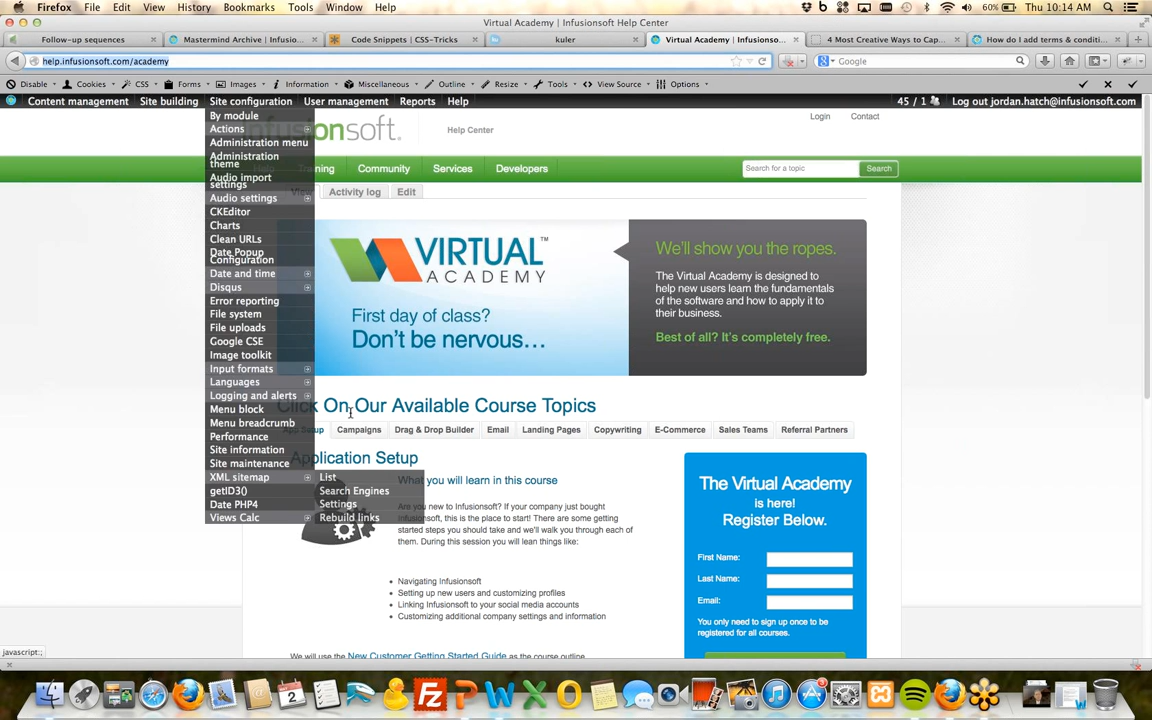 Firefox File Edit View History Bookmarks Tools Window Help
60% Thu 10:14 AM
Virtual Academy | Infusionsoft Help Center
Follow-up sequences
Mastermind Archive | Infusio...
Code Snippets | CSS-Tricks
kuler
Virtual Academy | Infusionso...
4 Most Creative Ways to Cap...
How do I add terms & conditi...
help.infusionsoft.com/academy
Google
Disable Cookies CSS Forms Images Information Miscellaneous Outline Resize Tools View Source Options
Content management Site building Site configuration User management Reports Help
45 / 1 Log out jordan.hatch@infusionsoft.com
By module
Actions
Administration menu
Administration
theme
Audio import
settings
Audio settings
CKEditor
Charts
Clean URLs
Date Popup
Configuration
Date and time
Disqus
Error reporting
File system
File uploads
Google CSE
Image toolkit
Input formats
Languages
Logging and alerts
Menu block
Menu breadcrumb
Performance
Site information
Site maintenance
XML sitemap
getID3()
Date PHP4
Views Calc
List
Search Engines
Settings
Rebuild links
Help Center
Login Contact
Community Services Developers
Search for a topic Search
Activity log Edit
VIRTUAL™
ACADEMY
First day of class?
Don't be nervous...
We'll show you the ropes.
The Virtual Academy is designed to
help new users learn the fundamentals
of the software and how to apply it to
their business.
Best of all? It's completely free.
Click On Our Available Course Topics
Campaigns Drag & Drop Builder Email Landing Pages Copywriting E-Commerce Sales Teams Referral Partners
Application Setup
What you will learn in this course
Are you new to Infusionsoft? If your company just bought
Infusionsoft, this is the place to start! There are some getting
started steps you should take and we'll walk you through each of
them. During this session you will lean things like:
Navigating Infusionsoft
Setting up new users and customizing profiles
Linking Infusionsoft to your social media accounts
Customizing additional company settings and information
We will use the New Customer Getting Started Guide as the course outline
The Virtual Academy
is here!
Register Below.
First Name:
Last Name:
Email:
You only need to sign up once to be
registered for all courses.
javascript:;